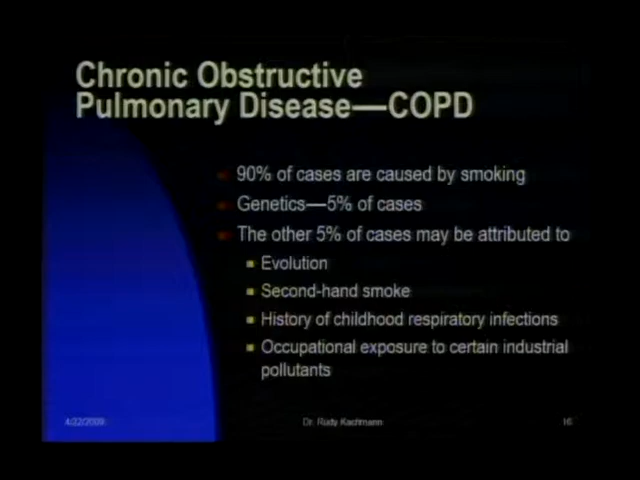 Chronic Obstructive
Pulmonary Disease—COPD
90% of cases are caused by smoking
Genetics—5% of cases
The other 5% of cases may be attributed to
Evolution
Second-hand smoke
History of childhood respiratory infections
Occupational exposure to certain industrial
pollutants
4/22/2009
Dr. Rudy Kachmann
16